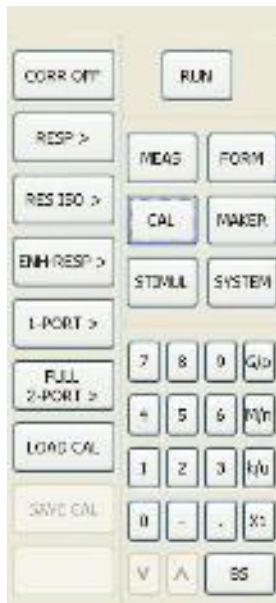 CORR OFF
RUN
RESP >
MEAS
FORM
RES ISO >
CAL
MAKER
ENH-RESP >
STIMUL
SYSTEM
1-PORT >
FULL
2-PORT >
7
8
9
G/p
4
5
6
M/n
LOAD CAL
1
2
3
k/u
SAVE CAL
0
-
.
X1
BS